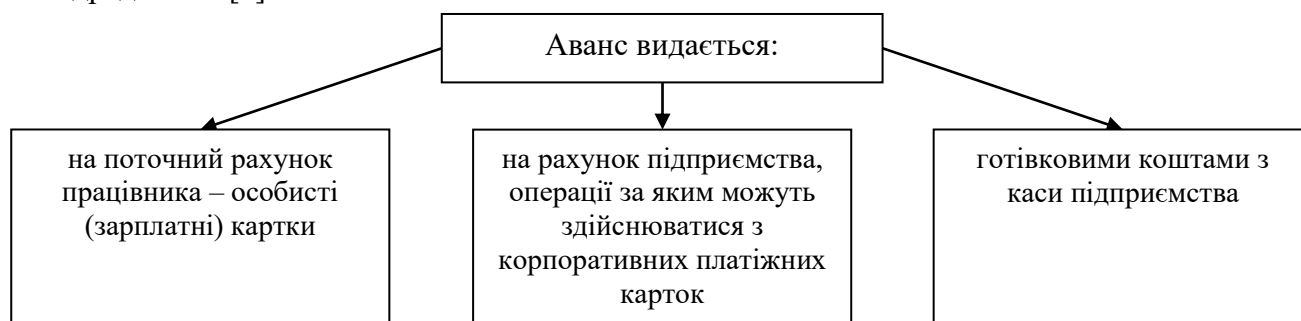 Аванс видається:
на поточний рахунок
працівника – особисті
(зарплатні) картки
на рахунок підприємства,
операції за яким можуть
здійснюватися з
корпоративних платіжних
карток
готівковими коштами з
каси підприємства